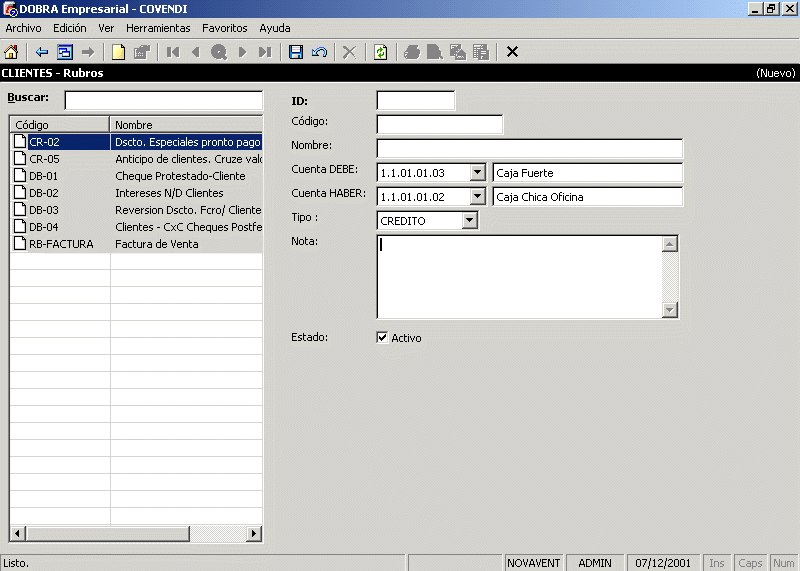 DOBRA Empresarial - COVENDI
Archivo Edición Ver Herramientas Favoritos Ayuda
CLIENTES - Rubros (Nuevo)
Buscar:
Código Nombre
CR-02 Dscto. Especiales pronto pago
CR-05 Anticipo de clientes. Cruze valo
DB-01 Cheque Protestado-Cliente
DB-02 Intereses N/D Clientes
DB-03 Reversion Dscto. Fcro/ Cliente
DB-04 Clientes - CxC Cheques Postfe
RB-FACTURA Factura de Venta
ID:
Código:
Nombre:
Cuenta DEBE: 1.1.01.01.03 Caja Fuerte
Cuenta HABER: 1.1.01.01.02 Caja Chica Oficina
Tipo : CREDITO
Nota:
Estado: Activo
Listo. NOVAVENT ADMIN 07/12/2001 Ins Caps Num